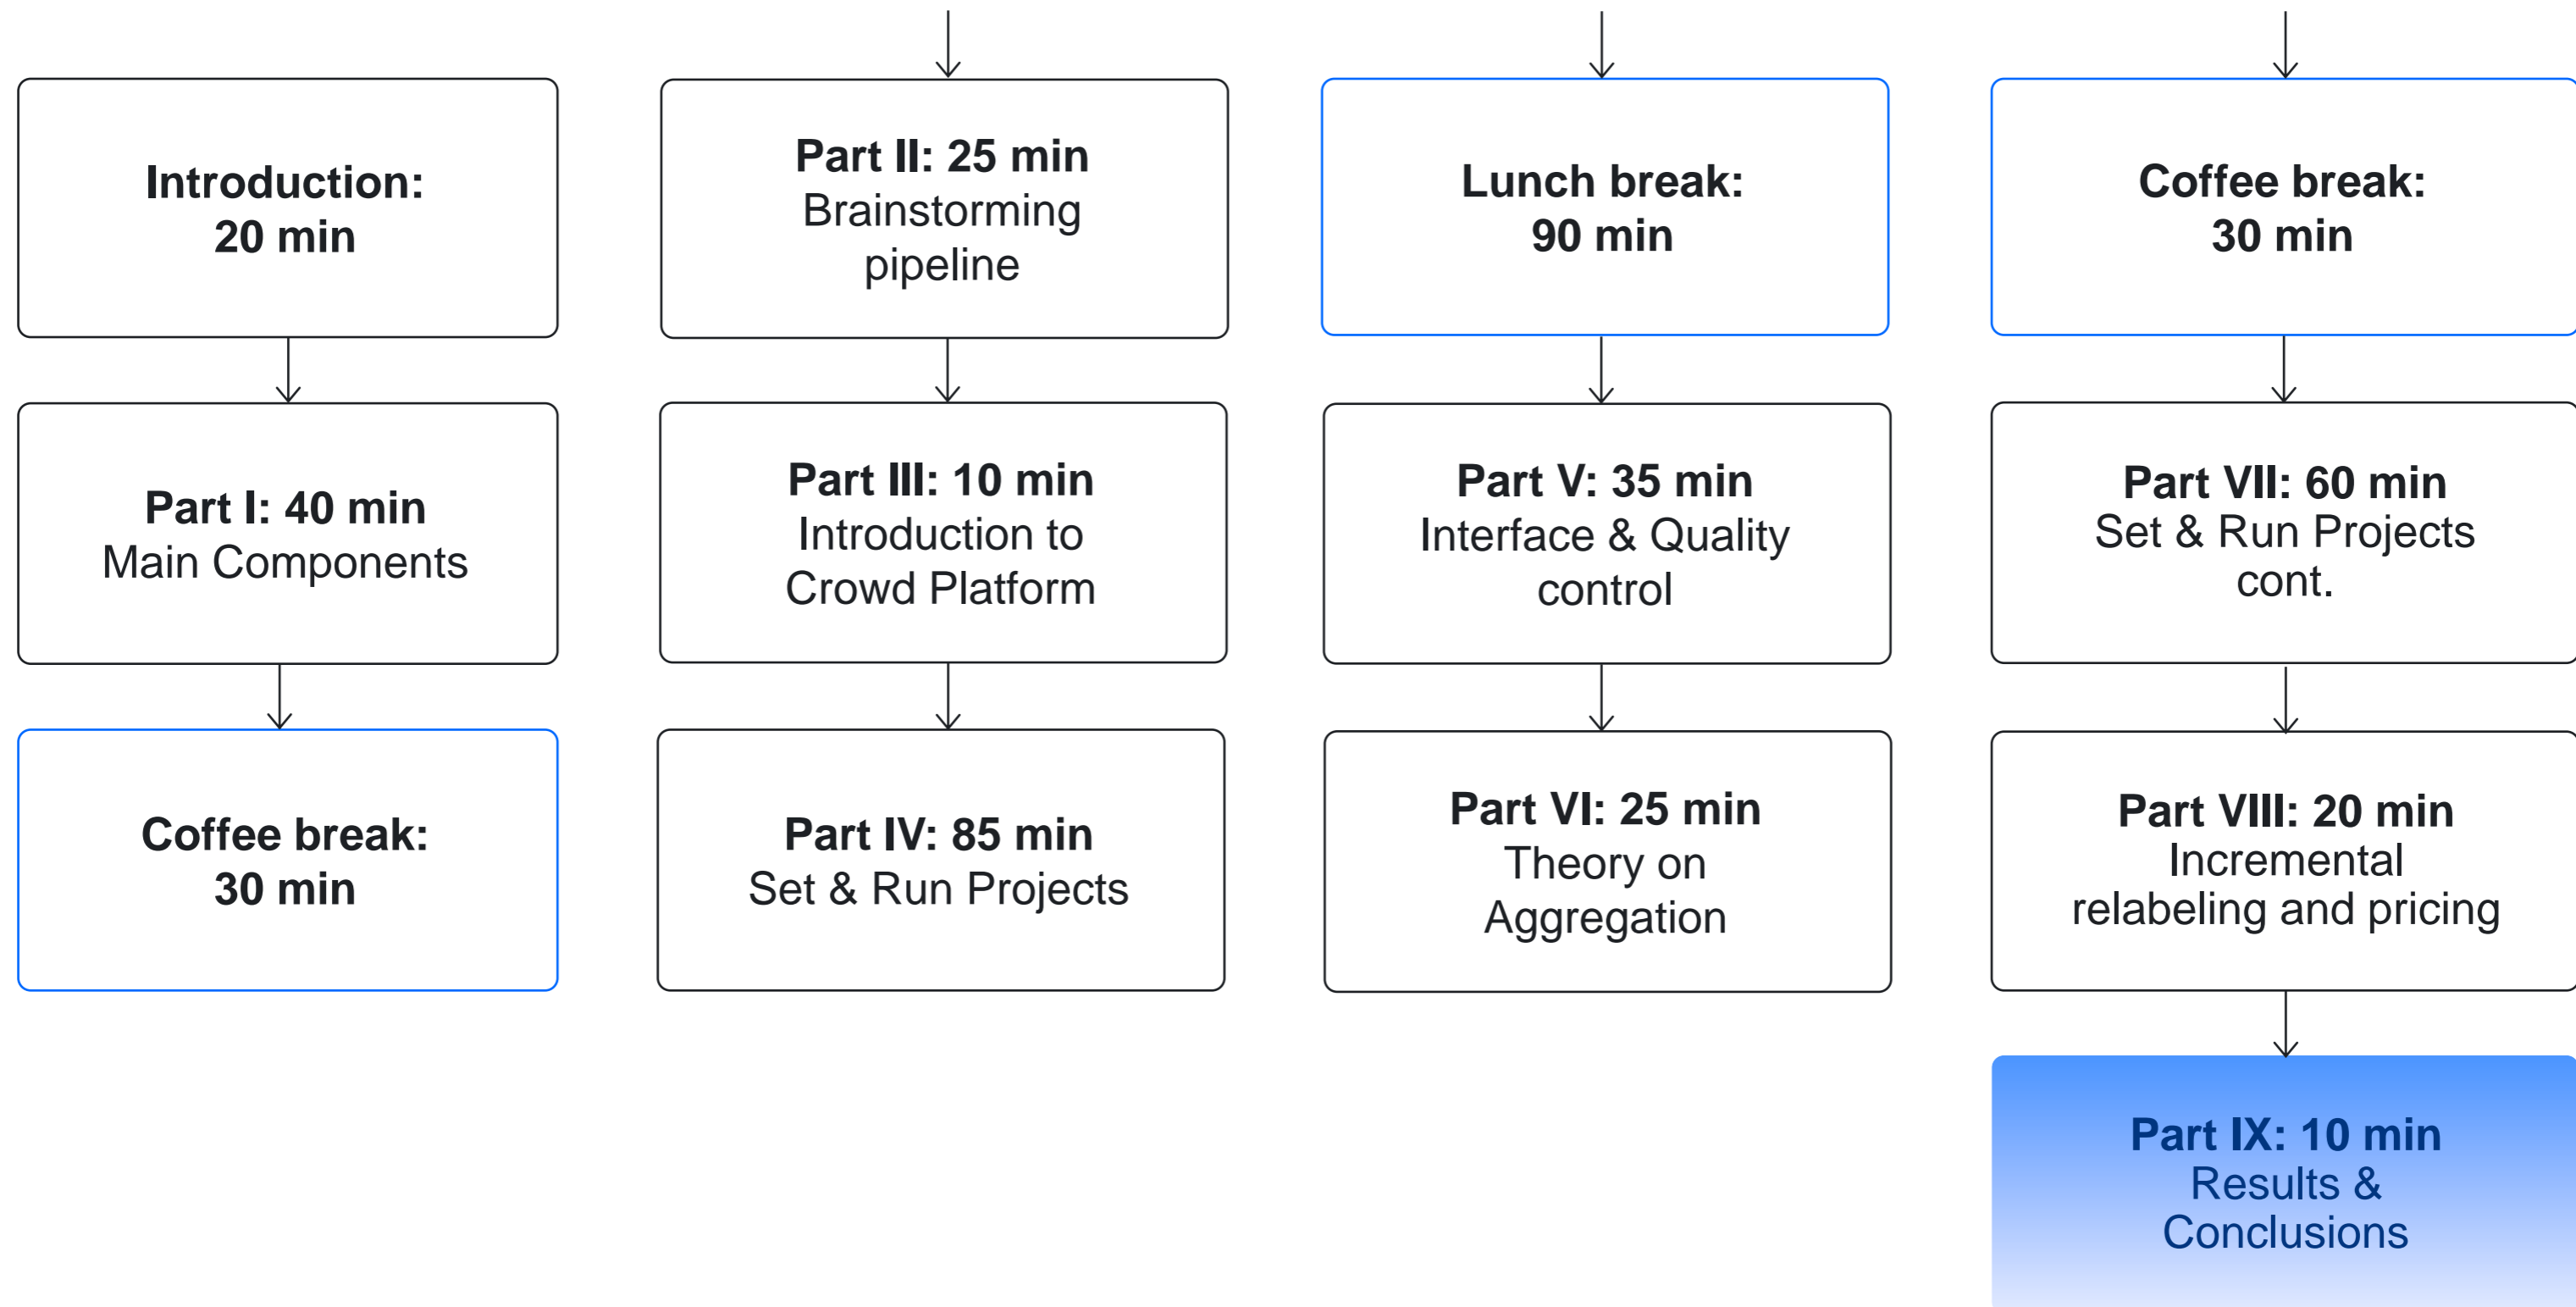 Introduction:
20 min
Part I: 40 min
Main Components
Coffee break:
30 min
Part II: 25 min
Brainstorming
pipeline
Part III: 10 min
Introduction to
Crowd Platform
Part IV: 85 min
Set & Run Projects
Lunch break:
90 min
Part V: 35 min
Interface & Quality
control
Part VI: 25 min
Theory on
Aggregation
Coffee break:
30 min
Part VII: 60 min
Set & Run Projects
cont.
Part VIII: 20 min
Incremental
relabeling and pricing
Part IX: 10 min
Results &
Conclusions